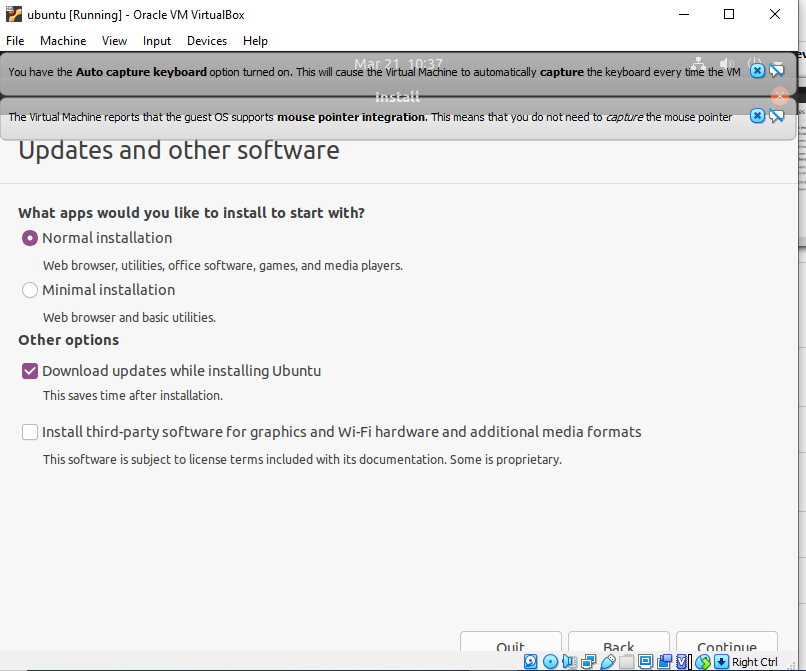 ubuntu [Running] - Oracle VM VirtualBox
File Machine View Input Devices Help
Mar 21 10:37
You have the Auto capture keyboard option turned on. This will cause the Virtual Machine to automatically capture the keyboard every time the VM
Install
The Virtual Machine reports that the guest OS supports mouse pointer integration. This means that you do not need to capture the mouse pointer
Updates and other software
What apps would you like to install to start with?
Normal installation
Web browser, utilities, office software, games, and media players.
Minimal installation
Web browser and basic utilities.
Other options
Download updates while installing Ubuntu
This saves time after installation.
Install third-party software for graphics and Wi-Fi hardware and additional media formats
This software is subject to license terms included with its documentation. Some is proprietary.
Quit Back Continue
Right Ctrl